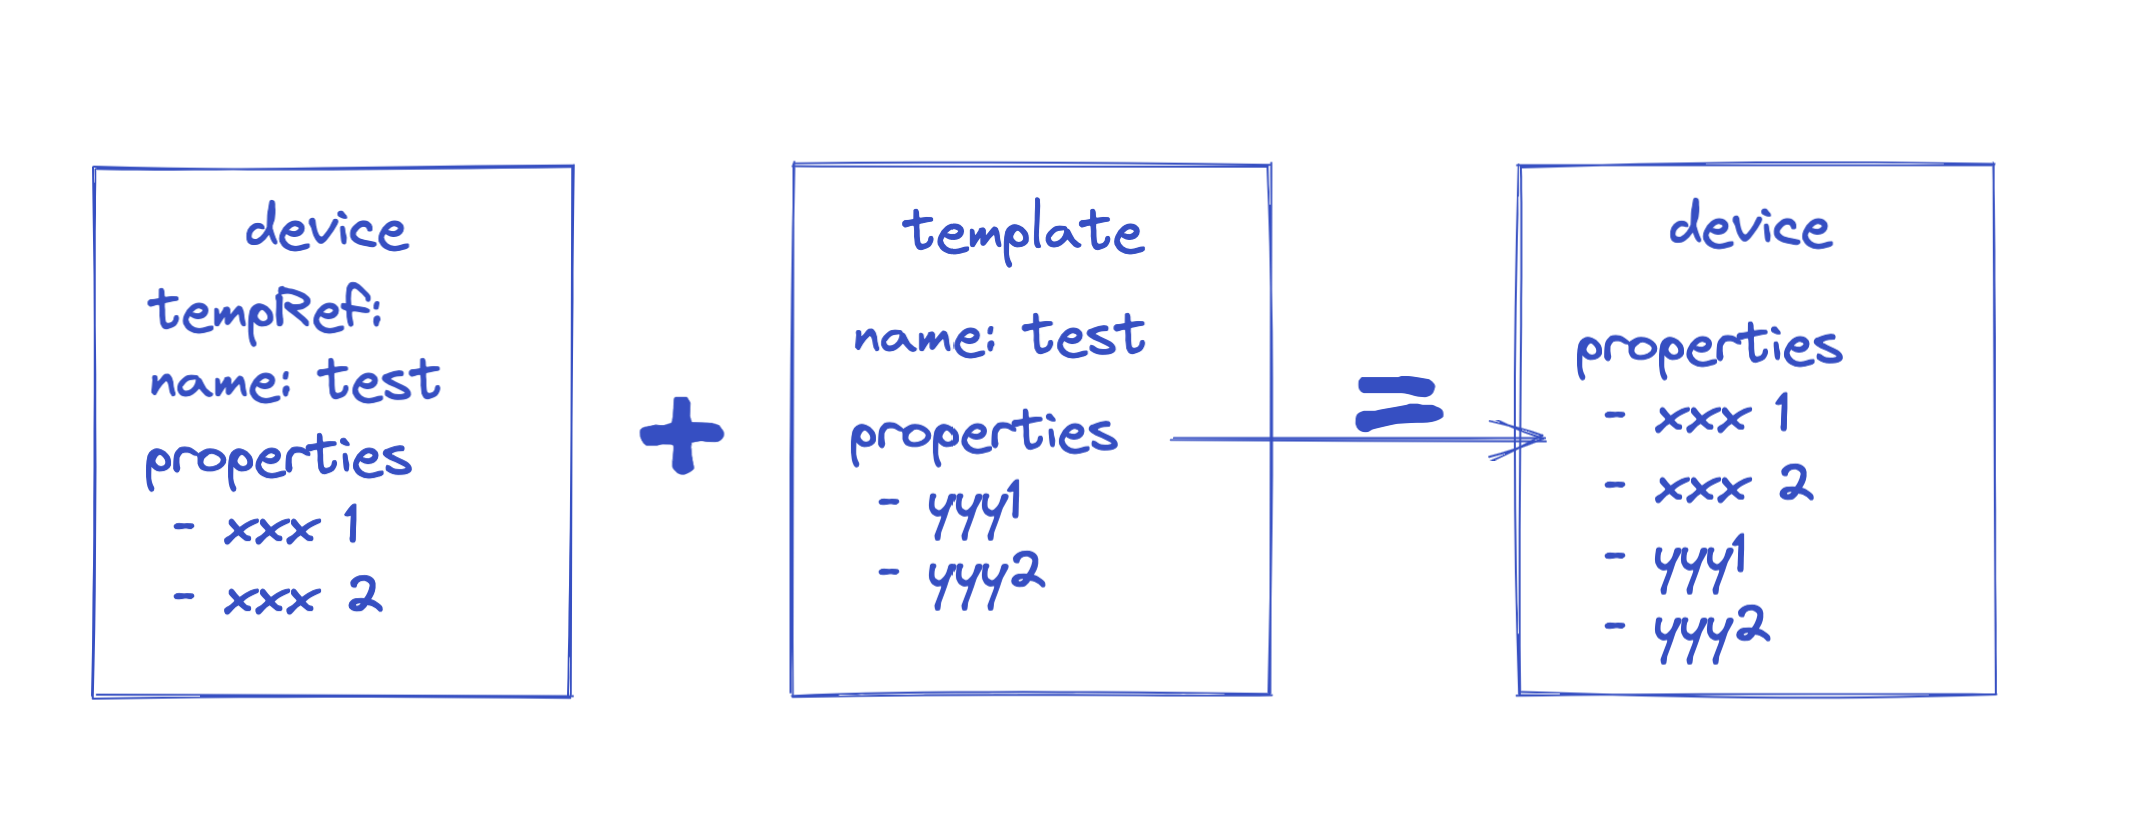 device
tempRef:
name: test
properties
- xxx 1
- xxx 2
+
template
name: test
properties
- yyy1
- yyy2
=
device
properties
- xxx 1
- xxx 2
- yyy1
- yyy2